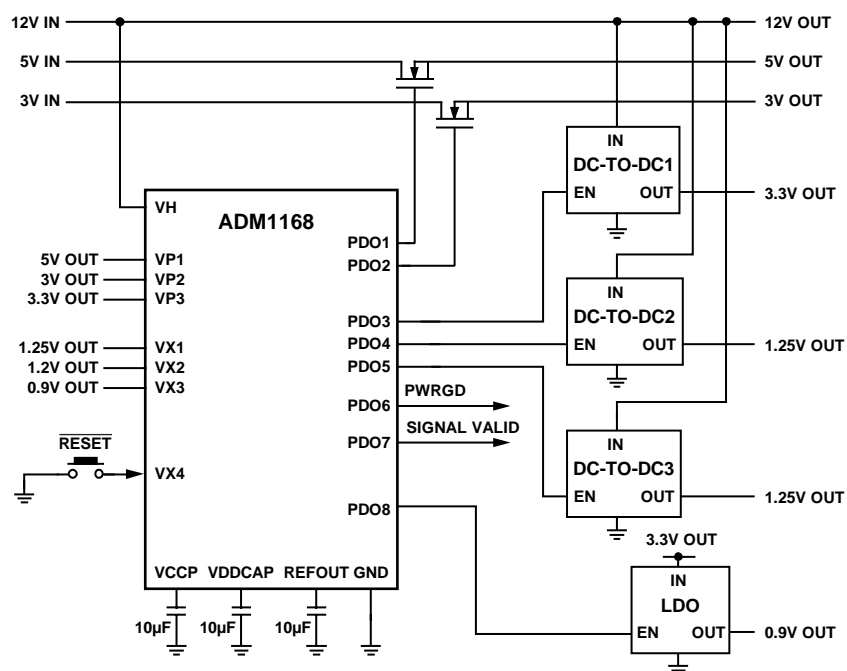 12V IN
12V OUT
5V IN
5V OUT
3V IN
3V OUT
IN
DC-TO-DC1
EN
OUT
3.3V OUT
VH
ADM1168
PDO1
PDO2
5V OUT
VP1
3V OUT
VP2
3.3V OUT
VP3
IN
DC-TO-DC2
EN
OUT
1.25V OUT
PDO3
PDO4
PDO5
1.25V OUT
VX1
1.2V OUT
VX2
0.9V OUT
VX3
PDO6
PWRGD
PDO7
SIGNAL VALID
RESET
VX4
IN
DC-TO-DC3
EN
OUT
1.25V OUT
PDO8
3.3V OUT
IN
LDO
EN
OUT
0.9V OUT
VCCP
VDDCAP
REFOUT
GND
10µF
10µF
10µF